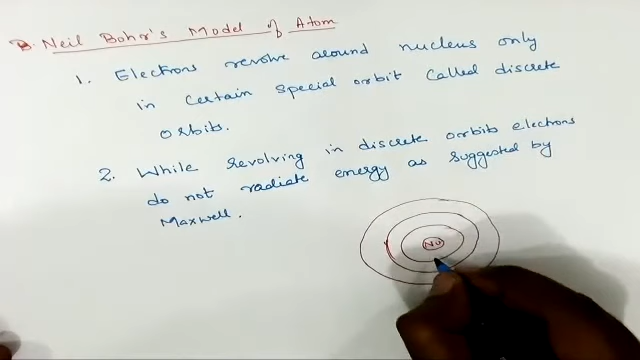 B. Neil Bohr's Model of Atom
1. Electrons revolve around nucleus only
in certain special orbit called discrete
orbits.
2. While revolving in discrete orbits electrons
do not radiate energy as suggested by
Maxwell.
Nu